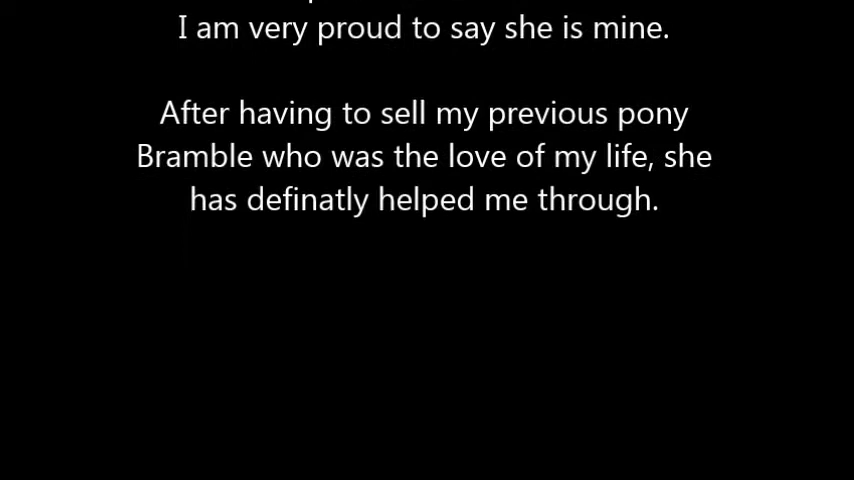 I am very proud to say she is mine.
After having to sell my previous pony
Bramble who was the love of my life, she
has definatly helped me through.